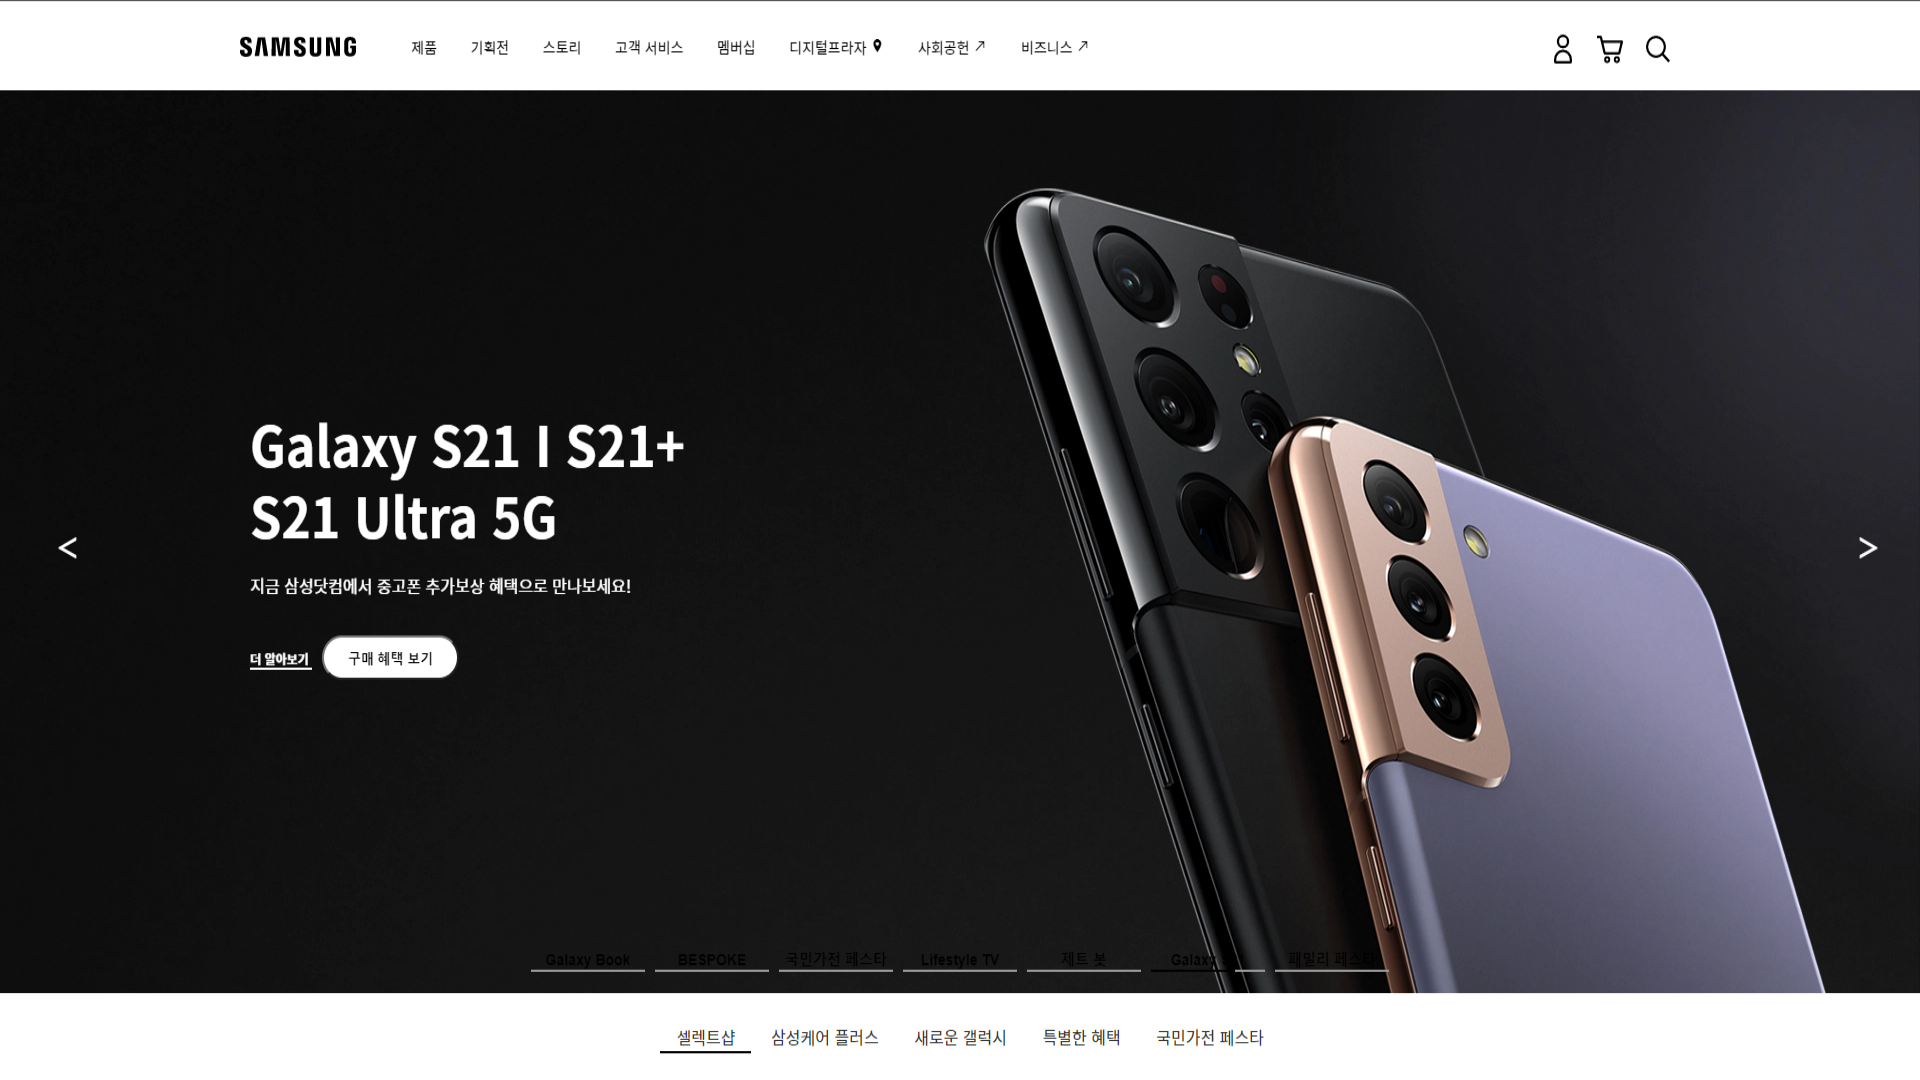 SAMSUNG 제품 기획전 스토리 고객 서비스 멤버십 디지털프라자 사회공헌 ↗ 비즈니스 ↗
Galaxy S21 I S21+
S21 Ultra 5G
< >
지금 삼성닷컴에서 중고폰 추가보상 혜택으로 만나보세요!
더 알아보기 구매 혜택 보기
Galaxy Book BESPOKE 국민가전 페스타 Lifestyle TV 제트 봇 Galaxy 패밀리 페스타
셀렉트샵 삼성케어 플러스 새로운 갤럭시 특별한 혜택 국민가전 페스타